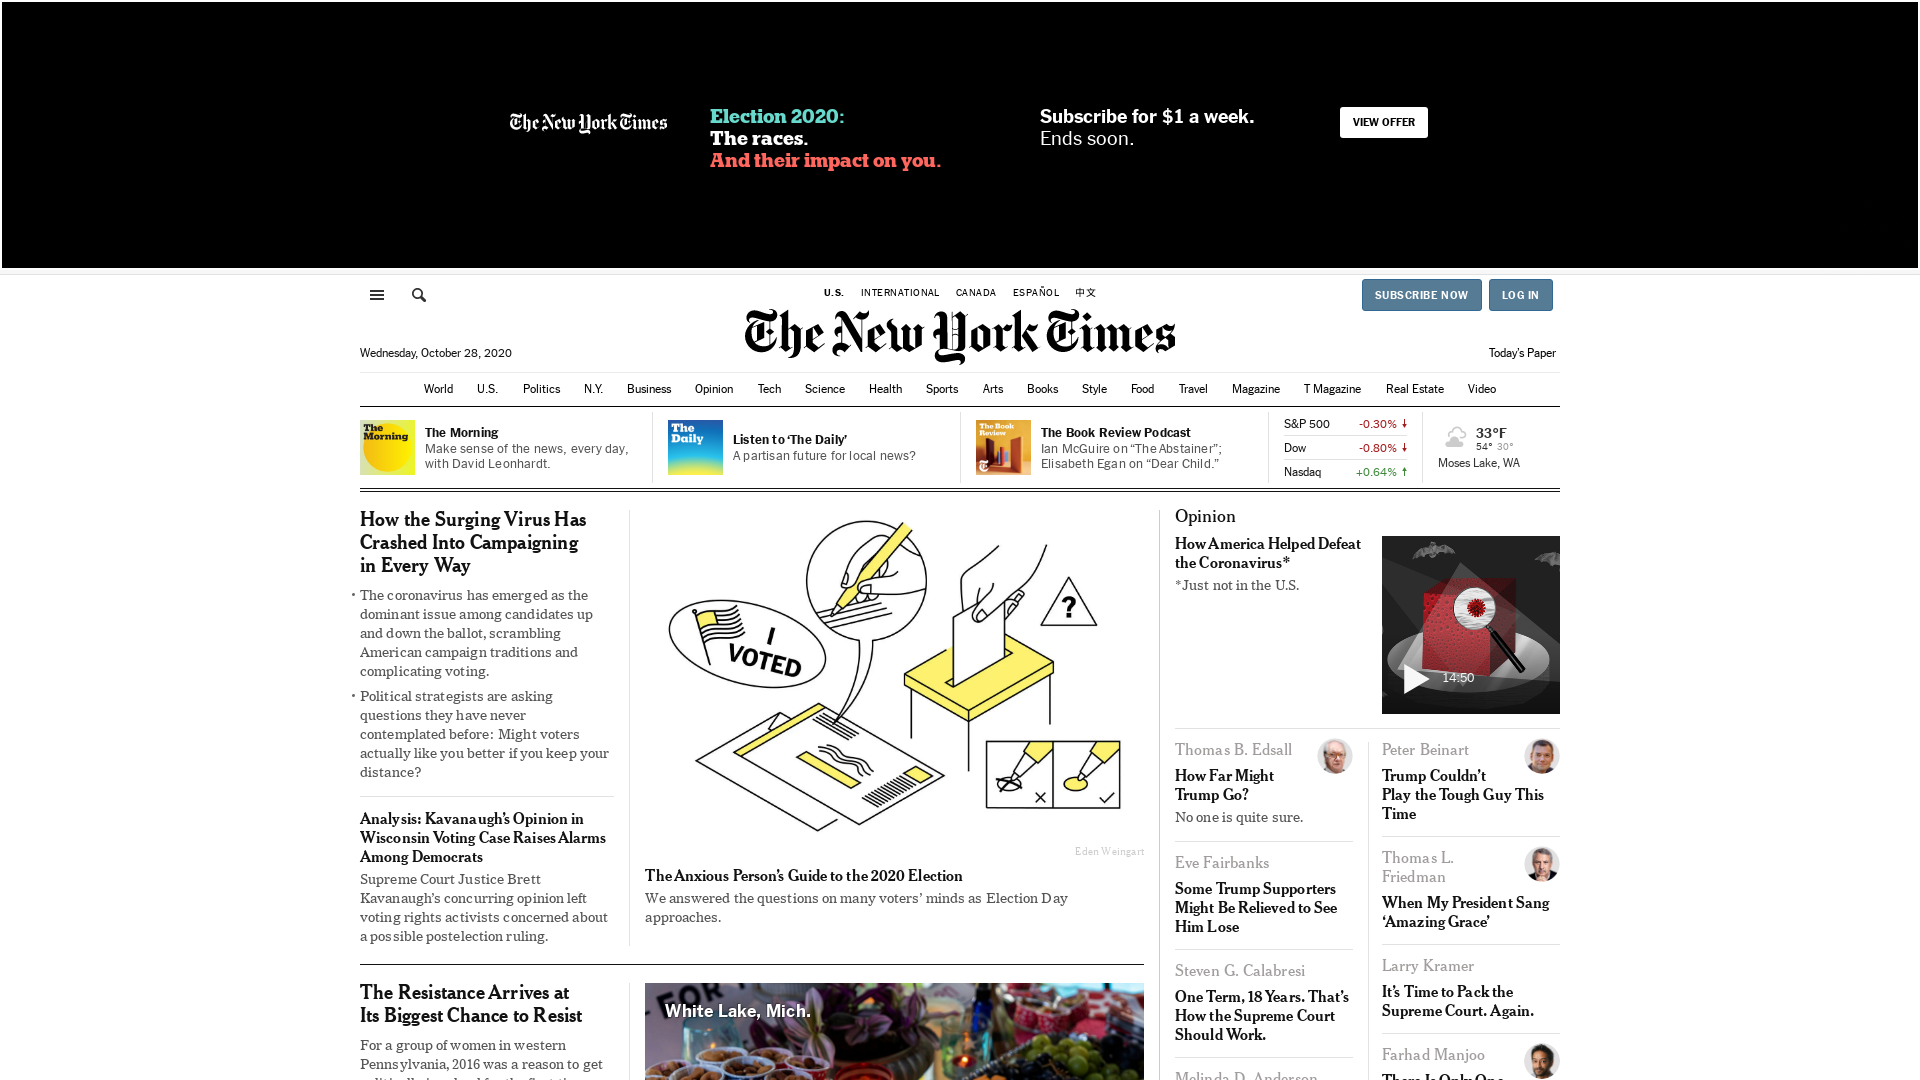 The New York Times
Election 2020:
The races.
And their impact on you.
Subscribe for $1 a week.
Ends soon.
VIEW OFFER
U.S. INTERNATIONAL CANADA ESPAÑOL 中文
SUBSCRIBE NOW
LOG IN
The New York Times
Wednesday, October 28, 2020
Today's Paper
World U.S. Politics N.Y. Business Opinion Tech Science Health Sports Arts Books Style Food Travel Magazine T Magazine Real Estate Video
The
Morning
The Morning
Make sense of the news, every day,
with David Leonhardt.
The
Daily
Listen to ‘The Daily’
A partisan future for local news?
The Book
Review
The Book Review Podcast
Ian McGuire on “The Abstainer”;
Elisabeth Egan on “Dear Child.”
S&P 500 -0.30% ↓
Dow -0.80% ↓
Nasdaq +0.64% ↑
33°F
54° 30°
Moses Lake, WA
How the Surging Virus Has
Crashed Into Campaigning
in Every Way
• The coronavirus has emerged as the
dominant issue among candidates up
and down the ballot, scrambling
American campaign traditions and
complicating voting.
• Political strategists are asking
questions they have never
contemplated before: Might voters
actually like you better if you keep your
distance?
Analysis: Kavanaugh’s Opinion in
Wisconsin Voting Case Raises Alarms
Among Democrats
Supreme Court Justice Brett
Kavanaugh’s concurring opinion left
voting rights activists concerned about
a possible postelection ruling.
I
VOTED
?
Eden Weingart
The Anxious Person’s Guide to the 2020 Election
We answered the questions on many voters’ minds as Election Day
approaches.
The Resistance Arrives at
Its Biggest Chance to Resist
For a group of women in western
Pennsylvania, 2016 was a reason to get
White Lake, Mich.
Opinion
How America Helped Defeat
the Coronavirus*
*Just not in the U.S.
14:50
Thomas B. Edsall
How Far Might
Trump Go?
No one is quite sure.
Eve Fairbanks
Some Trump Supporters
Might Be Relieved to See
Him Lose
Steven G. Calabresi
One Term, 18 Years. That’s
How the Supreme Court
Should Work.
Melinda D. Anderson
Peter Beinart
Trump Couldn’t
Play the Tough Guy This
Time
Thomas L.
Friedman
When My President Sang
‘Amazing Grace’
Larry Kramer
It’s Time to Pack the
Supreme Court. Again.
Farhad Manjoo
There Is Only One